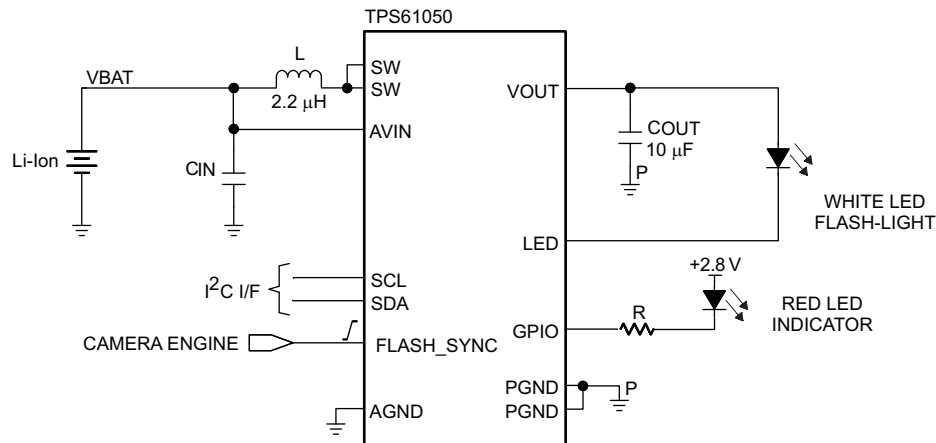 TPS61050
L
VBAT
SW
SW
2.2 μH
AVIN
VOUT
COUT
10 μF
P
Li-Ion
CIN
WHITE LED
FLASH-LIGHT
LED
+2.8 V
I2C I/F
SCL
SDA
R
RED LED
INDICATOR
GPIO
CAMERA ENGINE
FLASH_SYNC
PGND
P
AGND
PGND